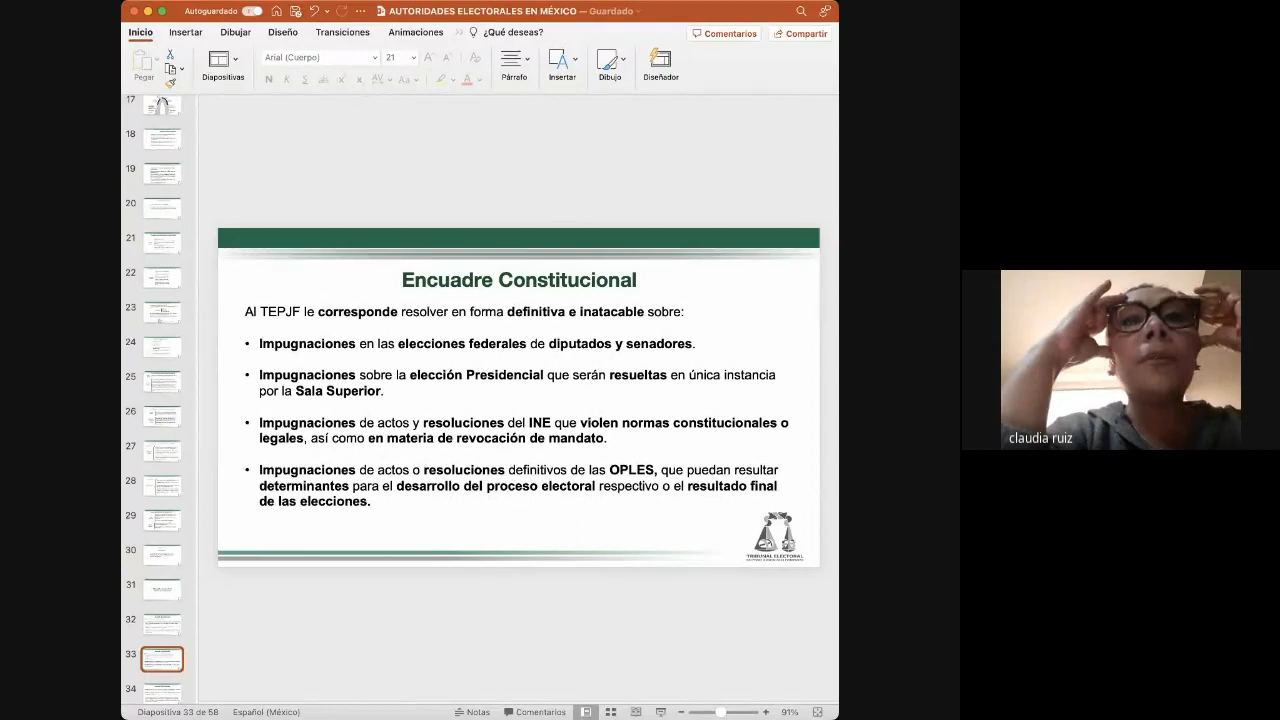 Autoguardado
AUTORIDADES ELECTORALES EN MÉXICO — Guardado
Inicio Insertar Dibujar Diseño Transiciones Animaciones ¿Qué deseas? Comentarios Compartir
Arial (Cuerpo) 21
Pegar Diapositivas Párrafo Insertar Dibujo Diseñador
N K S
17
18
19
20
21
22
23
24
25
26
27
28
29
30
31
32
33
Encuadre Constitucional
Al TEPJF le corresponde resolver en forma definitiva e inatacable sobre:
• Impugnaciones en las elecciones federales de diputados y senadores.
• Impugnaciones sobre la elección Presidencial que serán resueltas en única instancia
por la Sala Superior.
• Impugnaciones de actos y resoluciones del INE que violen normas constitucionales o
legales, así como en materia de revocación de mandato.
• Impugnaciones de actos o resoluciones definitivos de las OPLES, que puedan resultar
determinantes para el desarrollo del proceso electoral respectivo o el resultado final
de las elecciones.
TRIBUNAL ELECTORAL
claudia ruiz
Diapositiva 33 de 58 Español (México) Notas Comentarios 91%